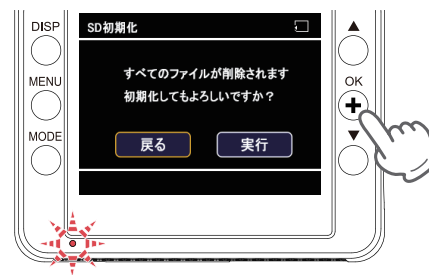 DISP
SD初期化
MENU
すべてのファイルが削除されます
初期化してもよろしいですか？
OK
MODE
戻る
実行